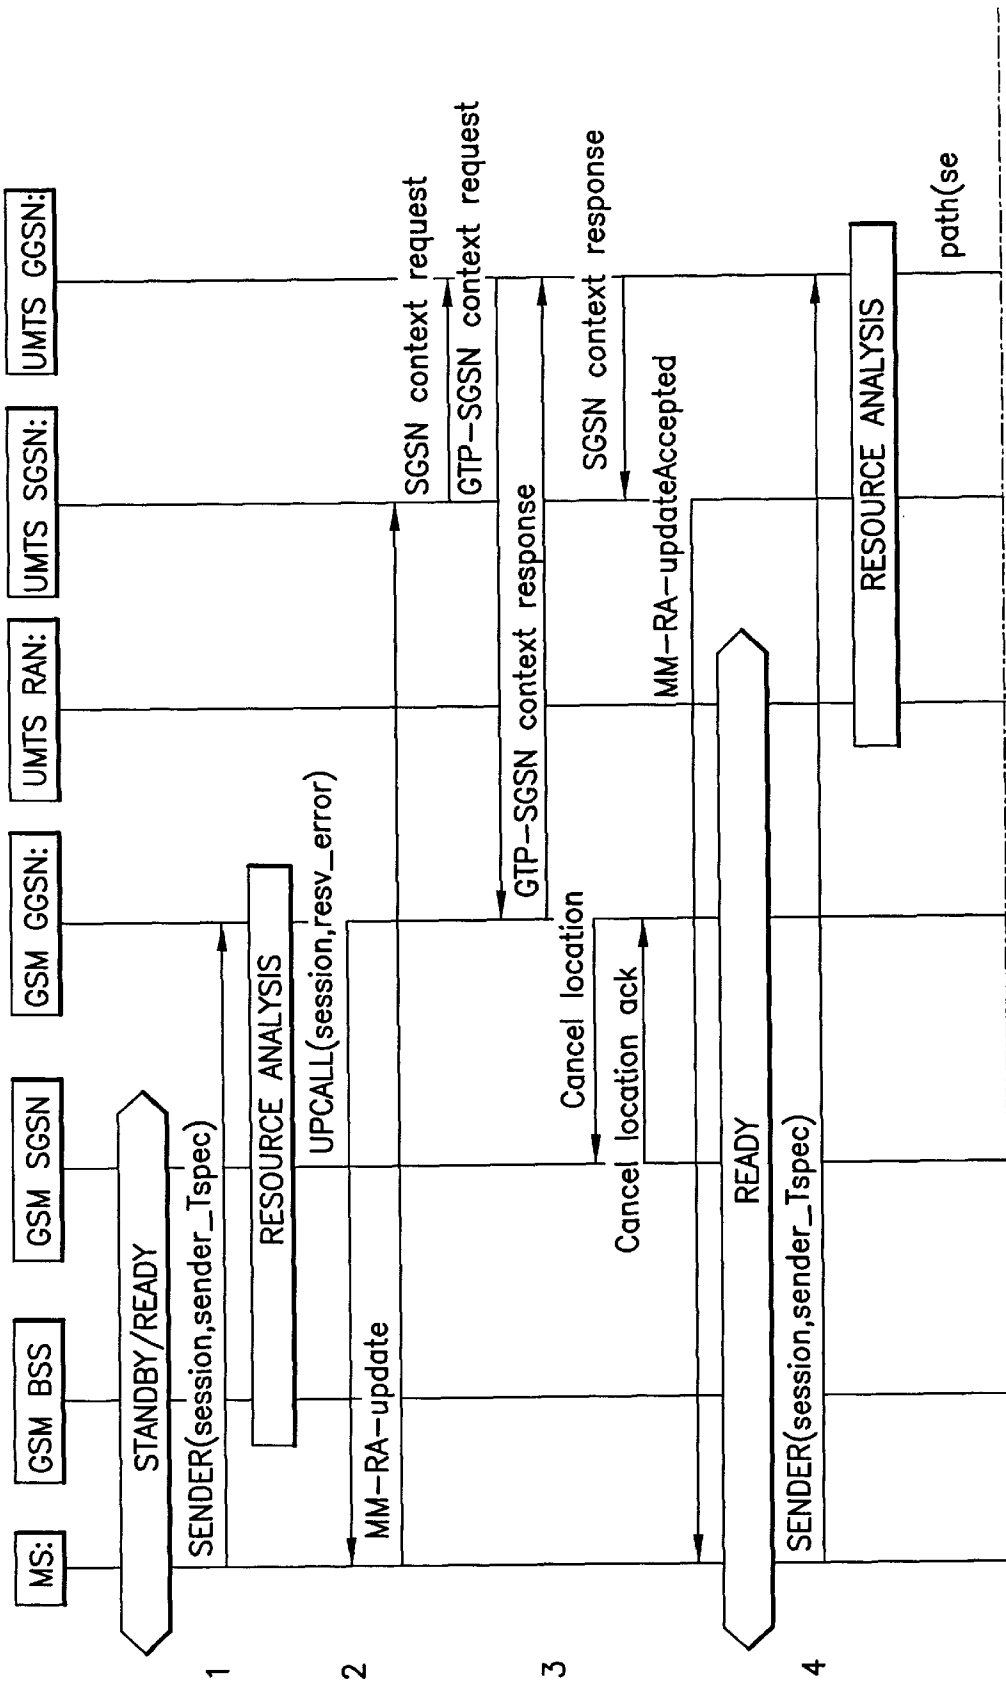 MS:
GSM BSS
GSM SGSN
GSM GGSN:
UMTS RAN:
UMTS SGSN:
UMTS GGSN:
STANDBY/READY
1
SENDER(session,sender_Tspec)
RESOURCE ANALYSIS
UPCALL(session,resv_error)
2
MM-RA-update
SGSN context request
GTP-SGSN context request
3
GTP-SGSN context response
Cancel location
SGSN context response
Cancel location ack
MM-RA-updateAccepted
READY
4
SENDER(session,sender_Tspec)
RESOURCE ANALYSIS
path(se